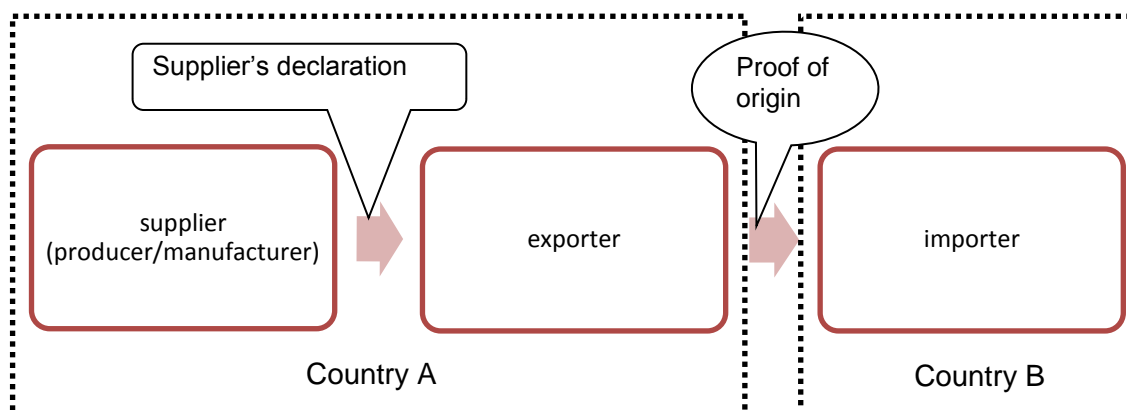 Supplier’s declaration
Proof of
origin
supplier
(producer/manufacturer)
exporter
importer
Country A
Country B